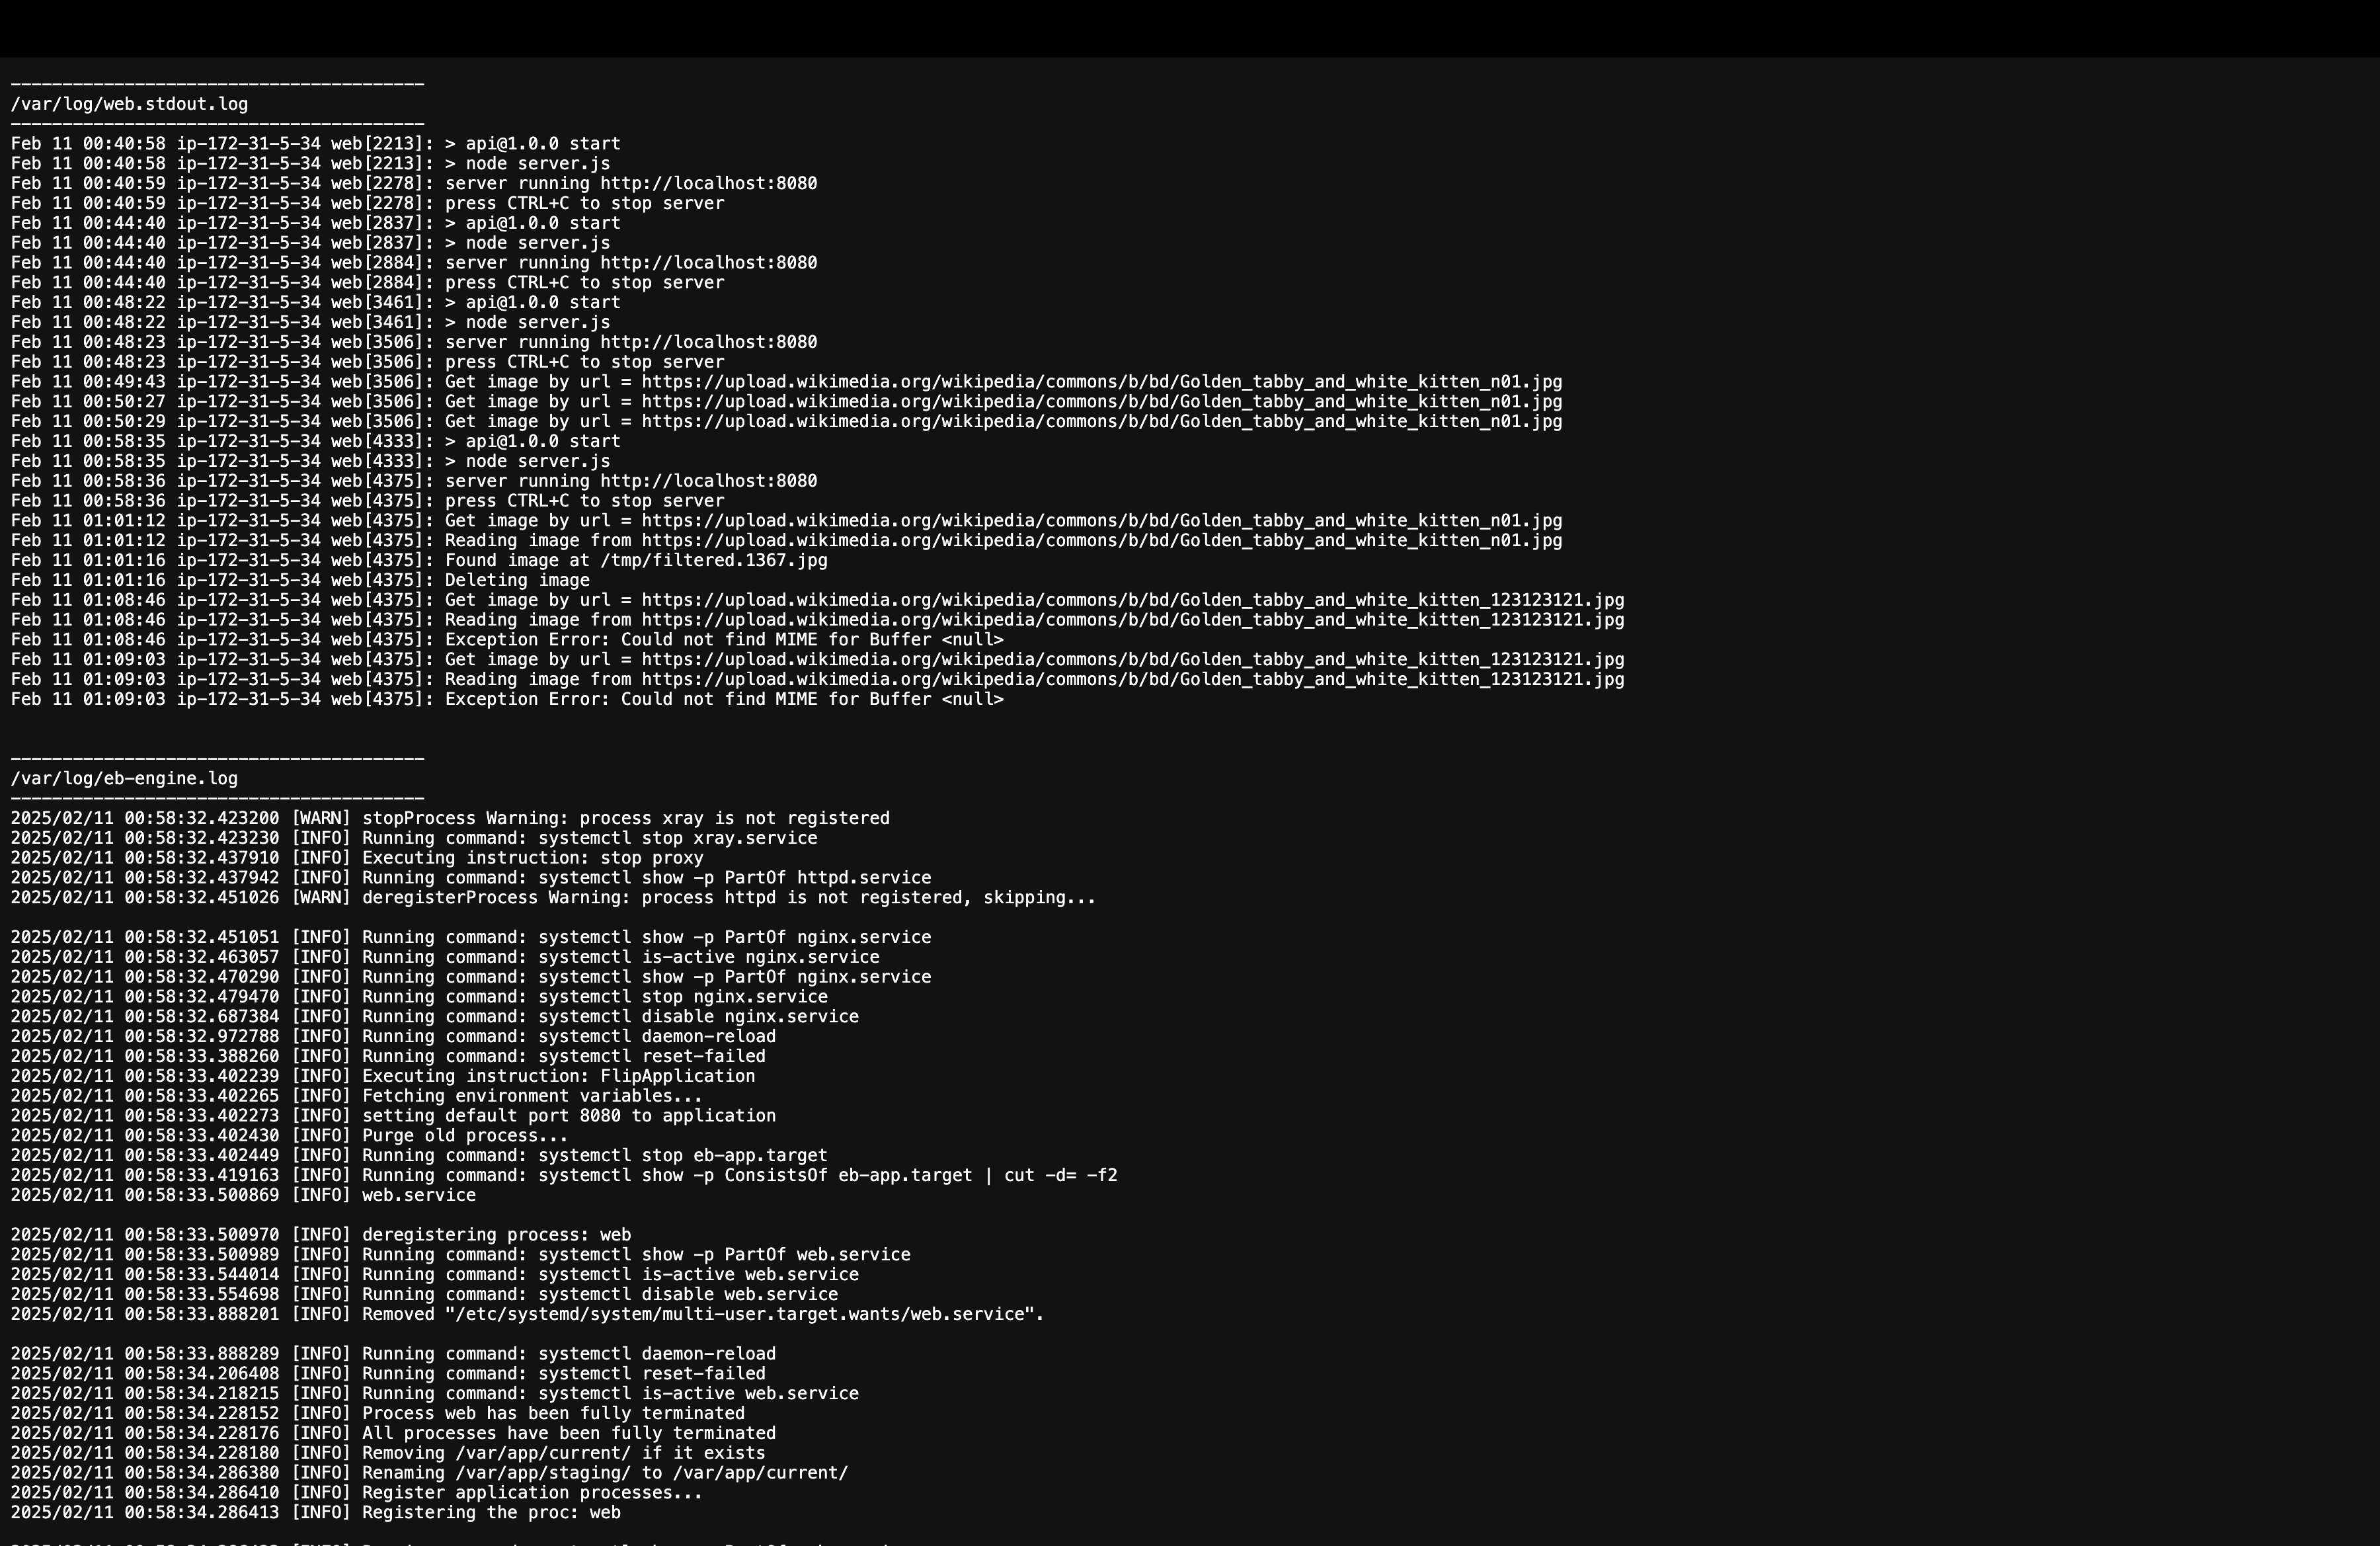 ----------------------------------------
/var/log/web.stdout.log
----------------------------------------
Feb 11 00:40:58 ip-172-31-5-34 web[2213]: > api@1.0.0 start
Feb 11 00:40:58 ip-172-31-5-34 web[2213]: > node server.js
Feb 11 00:40:59 ip-172-31-5-34 web[2278]: server running http://localhost:8080
Feb 11 00:40:59 ip-172-31-5-34 web[2278]: press CTRL+C to stop server
Feb 11 00:44:40 ip-172-31-5-34 web[2837]: > api@1.0.0 start
Feb 11 00:44:40 ip-172-31-5-34 web[2837]: > node server.js
Feb 11 00:44:40 ip-172-31-5-34 web[2884]: server running http://localhost:8080
Feb 11 00:44:40 ip-172-31-5-34 web[2884]: press CTRL+C to stop server
Feb 11 00:48:22 ip-172-31-5-34 web[3461]: > api@1.0.0 start
Feb 11 00:48:22 ip-172-31-5-34 web[3461]: > node server.js
Feb 11 00:48:23 ip-172-31-5-34 web[3506]: server running http://localhost:8080
Feb 11 00:48:23 ip-172-31-5-34 web[3506]: press CTRL+C to stop server
Feb 11 00:49:43 ip-172-31-5-34 web[3506]: Get image by url = https://upload.wikimedia.org/wikipedia/commons/b/bd/Golden_tabby_and_white_kitten_n01.jpg
Feb 11 00:50:27 ip-172-31-5-34 web[3506]: Get image by url = https://upload.wikimedia.org/wikipedia/commons/b/bd/Golden_tabby_and_white_kitten_n01.jpg
Feb 11 00:50:29 ip-172-31-5-34 web[3506]: Get image by url = https://upload.wikimedia.org/wikipedia/commons/b/bd/Golden_tabby_and_white_kitten_n01.jpg
Feb 11 00:58:35 ip-172-31-5-34 web[4333]: > api@1.0.0 start
Feb 11 00:58:35 ip-172-31-5-34 web[4333]: > node server.js
Feb 11 00:58:36 ip-172-31-5-34 web[4375]: server running http://localhost:8080
Feb 11 00:58:36 ip-172-31-5-34 web[4375]: press CTRL+C to stop server
Feb 11 01:01:12 ip-172-31-5-34 web[4375]: Get image by url = https://upload.wikimedia.org/wikipedia/commons/b/bd/Golden_tabby_and_white_kitten_n01.jpg
Feb 11 01:01:12 ip-172-31-5-34 web[4375]: Reading image from https://upload.wikimedia.org/wikipedia/commons/b/bd/Golden_tabby_and_white_kitten_n01.jpg
Feb 11 01:01:16 ip-172-31-5-34 web[4375]: Found image at /tmp/filtered.1367.jpg
Feb 11 01:01:16 ip-172-31-5-34 web[4375]: Deleting image
Feb 11 01:08:46 ip-172-31-5-34 web[4375]: Get image by url = https://upload.wikimedia.org/wikipedia/commons/b/bd/Golden_tabby_and_white_kitten_123123121.jpg
Feb 11 01:08:46 ip-172-31-5-34 web[4375]: Reading image from https://upload.wikimedia.org/wikipedia/commons/b/bd/Golden_tabby_and_white_kitten_123123121.jpg
Feb 11 01:08:46 ip-172-31-5-34 web[4375]: Exception Error: Could not find MIME for Buffer <null>
Feb 11 01:09:03 ip-172-31-5-34 web[4375]: Get image by url = https://upload.wikimedia.org/wikipedia/commons/b/bd/Golden_tabby_and_white_kitten_123123121.jpg
Feb 11 01:09:03 ip-172-31-5-34 web[4375]: Reading image from https://upload.wikimedia.org/wikipedia/commons/b/bd/Golden_tabby_and_white_kitten_123123121.jpg
Feb 11 01:09:03 ip-172-31-5-34 web[4375]: Exception Error: Could not find MIME for Buffer <null>
----------------------------------------
/var/log/eb-engine.log
----------------------------------------
2025/02/11 00:58:32.423200 [WARN] stopProcess Warning: process xray is not registered
2025/02/11 00:58:32.423230 [INFO] Running command: systemctl stop xray.service
2025/02/11 00:58:32.437910 [INFO] Executing instruction: stop proxy
2025/02/11 00:58:32.437942 [INFO] Running command: systemctl show -p PartOf httpd.service
2025/02/11 00:58:32.451026 [WARN] deregisterProcess Warning: process httpd is not registered, skipping...
2025/02/11 00:58:32.451051 [INFO] Running command: systemctl show -p PartOf nginx.service
2025/02/11 00:58:32.463057 [INFO] Running command: systemctl is-active nginx.service
2025/02/11 00:58:32.470290 [INFO] Running command: systemctl show -p PartOf nginx.service
2025/02/11 00:58:32.479470 [INFO] Running command: systemctl stop nginx.service
2025/02/11 00:58:32.687384 [INFO] Running command: systemctl disable nginx.service
2025/02/11 00:58:32.972788 [INFO] Running command: systemctl daemon-reload
2025/02/11 00:58:33.388260 [INFO] Running command: systemctl reset-failed
2025/02/11 00:58:33.402239 [INFO] Executing instruction: FlipApplication
2025/02/11 00:58:33.402265 [INFO] Fetching environment variables...
2025/02/11 00:58:33.402273 [INFO] setting default port 8080 to application
2025/02/11 00:58:33.402430 [INFO] Purge old process...
2025/02/11 00:58:33.402449 [INFO] Running command: systemctl stop eb-app.target
2025/02/11 00:58:33.419163 [INFO] Running command: systemctl show -p ConsistsOf eb-app.target | cut -d= -f2
2025/02/11 00:58:33.500869 [INFO] web.service
2025/02/11 00:58:33.500970 [INFO] deregistering process: web
2025/02/11 00:58:33.500989 [INFO] Running command: systemctl show -p PartOf web.service
2025/02/11 00:58:33.544014 [INFO] Running command: systemctl is-active web.service
2025/02/11 00:58:33.554698 [INFO] Running command: systemctl disable web.service
2025/02/11 00:58:33.888201 [INFO] Removed "/etc/systemd/system/multi-user.target.wants/web.service".
2025/02/11 00:58:33.888289 [INFO] Running command: systemctl daemon-reload
2025/02/11 00:58:34.206408 [INFO] Running command: systemctl reset-failed
2025/02/11 00:58:34.218215 [INFO] Running command: systemctl is-active web.service
2025/02/11 00:58:34.228152 [INFO] Process web has been fully terminated
2025/02/11 00:58:34.228176 [INFO] All processes have been fully terminated
2025/02/11 00:58:34.228180 [INFO] Removing /var/app/current/ if it exists
2025/02/11 00:58:34.286380 [INFO] Renaming /var/app/staging/ to /var/app/current/
2025/02/11 00:58:34.286410 [INFO] Register application processes...
2025/02/11 00:58:34.286413 [INFO] Registering the proc: web